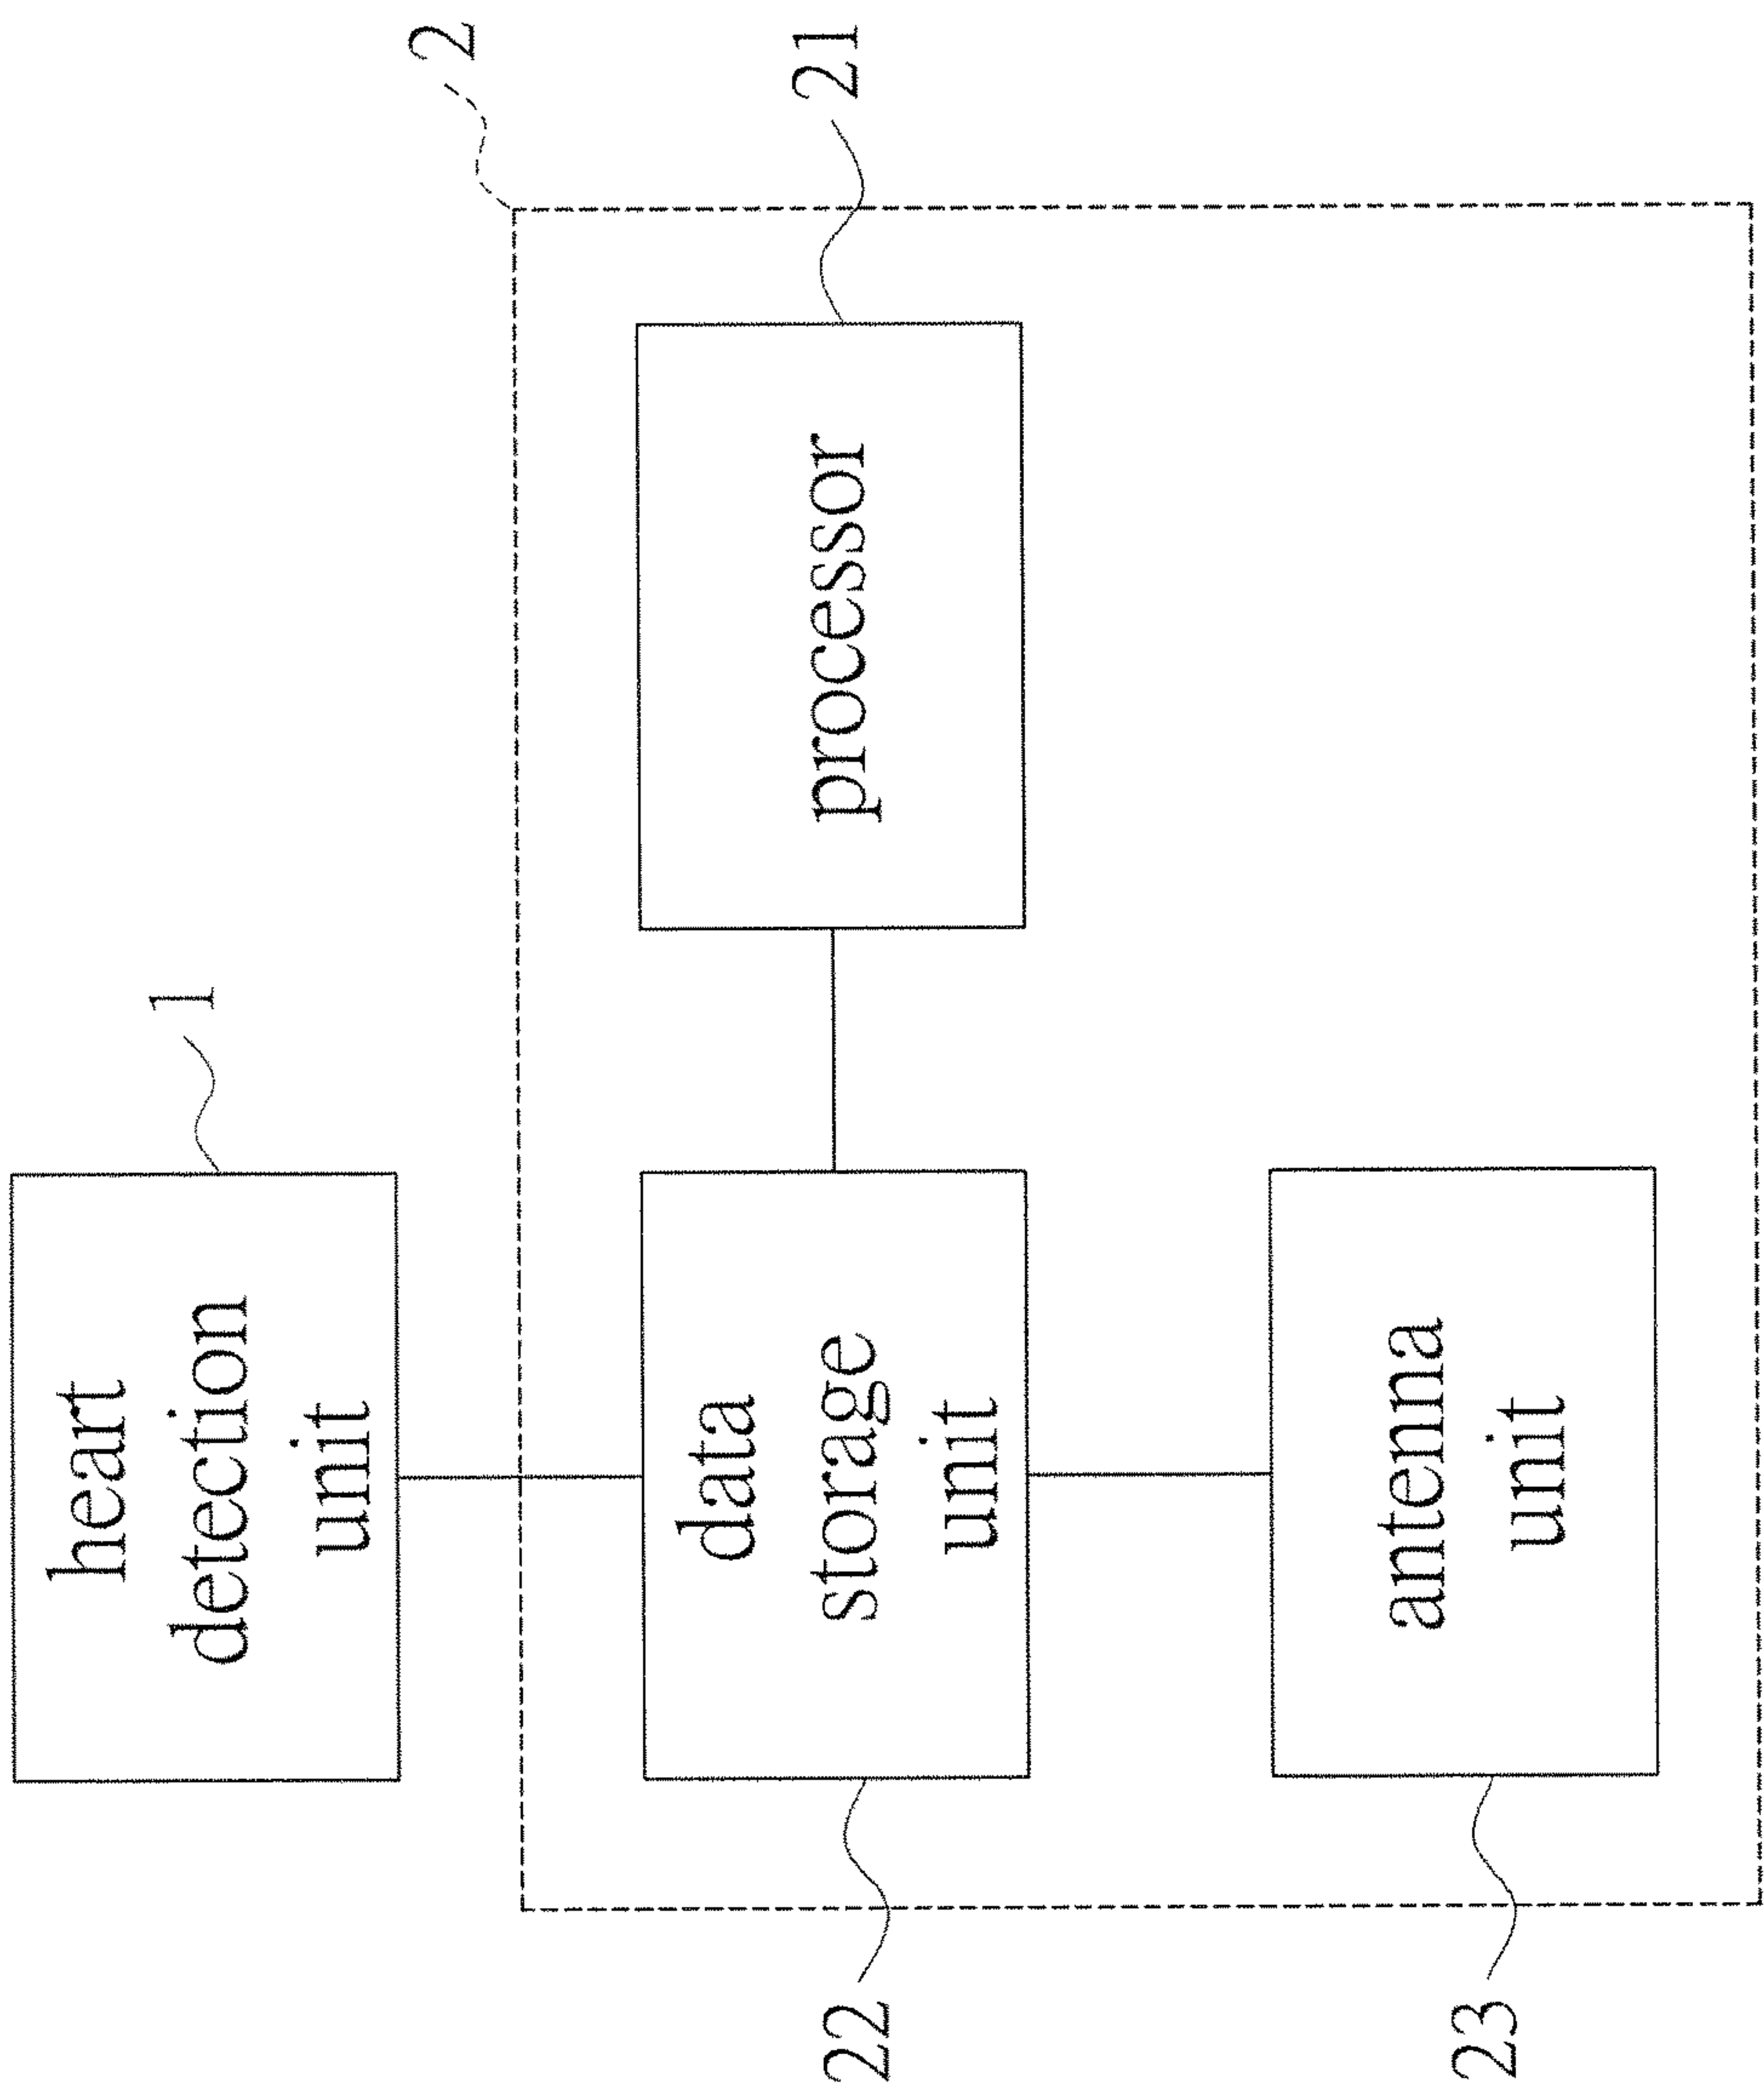 2
21
processor
1
heart
detection
unit
data
storage
unit
antenna
unit
22
23